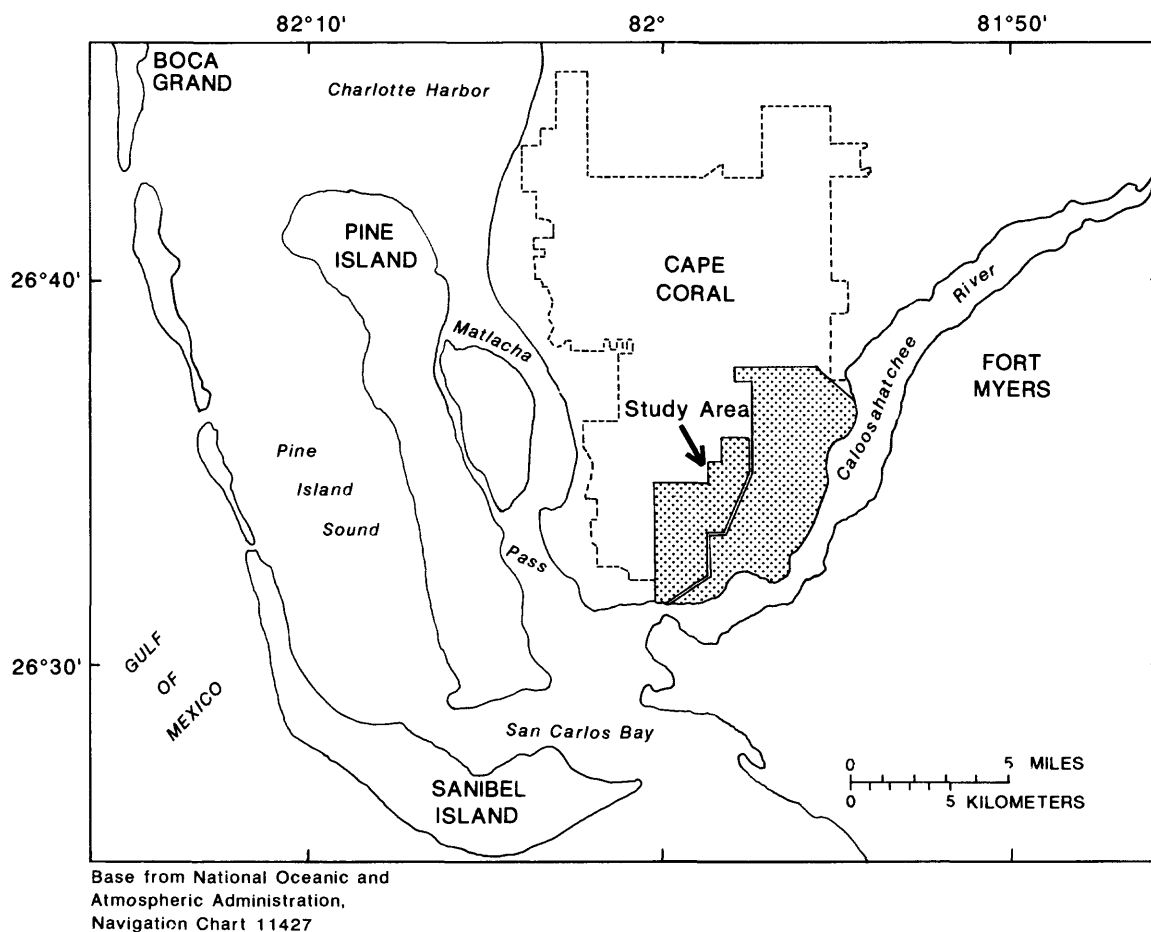 82°10' 82° 81°50'
BOCA
GRAND
Charlotte Harbor
PINE
ISLAND
26°40'
CAPE
CORAL
River
Matlacha
Caloosahatchee
FORT
MYERS
Study Area
Pine
Island
Sound
Pass
26°30'
GULF
OF
MEXICO
San Carlos Bay
SANIBEL
ISLAND
0 5 MILES
0 5 KILOMETERS
Base from National Oceanic and
Atmospheric Administration,
Navigation Chart 11427